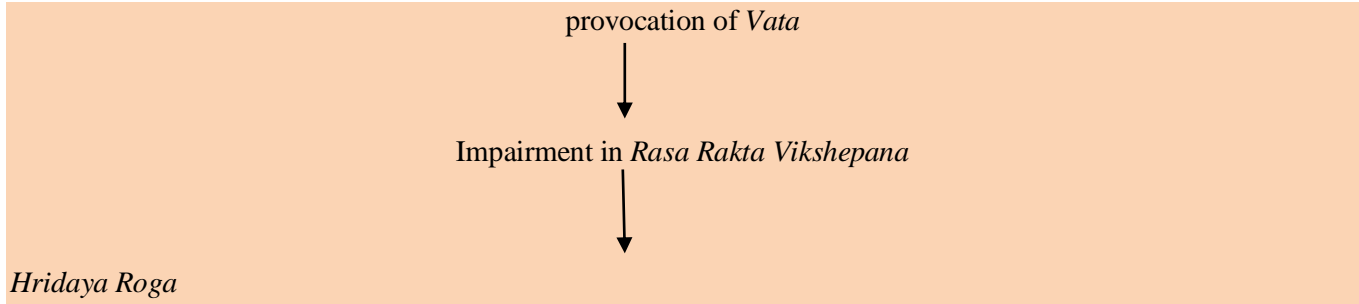 provocation of Vata
Impairment in Rasa Rakta Vikshepana
Hridaya Roga